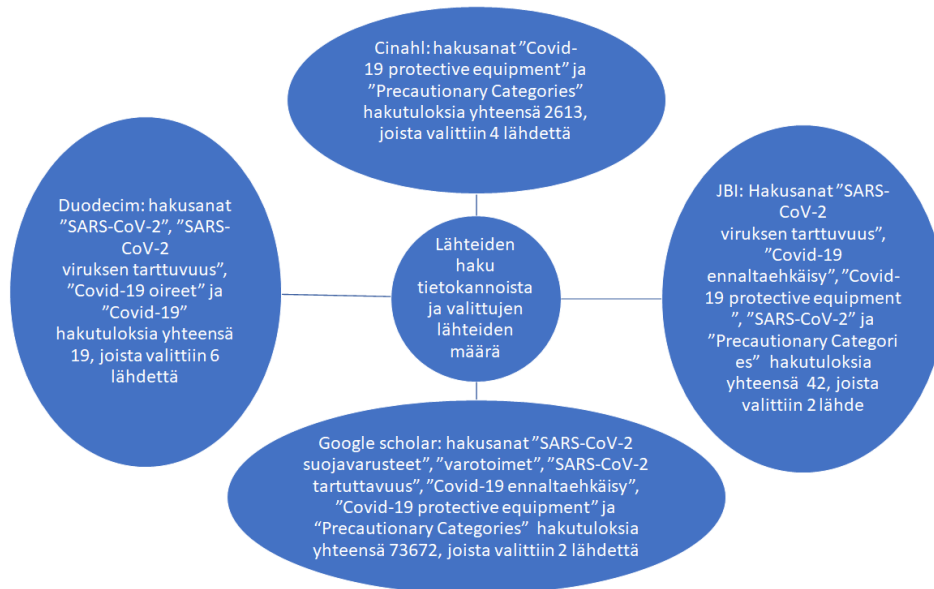 Cinahl: hakusanat ”Covid-
19 protective equipment” ja
”Precautionary Categories”
hakutuloksia yhteensä 2613,
joista valittiin 4 lähdettä
Duodecim: hakusanat
”SARS-CoV-2”, ”SARS-
CoV-2
viruksen tarttuvuus”,
”Covid-19 oireet” ja
”Covid-19”
hakutuloksia yhteensä
19, joista valittiin 6
lähdettä
Lähteiden
haku
tietokannoista
ja valittujen
lähteiden
määrä
JBI: Hakusanat ”SARS-
CoV-2
viruksen tarttuvuus”,
”Covid-19
ennaltaehkäisy”, ”Covid-
19 protective equipment
”, ”SARS-CoV-2” ja
”Precautionary Categori
es” hakutuloksia
yhteensä 42, joista
valittiin 2 lähde
Google scholar: hakusanat ”SARS-CoV-2
suojavarusteet”, ”varotoimet”, ”SARS-CoV-2
tartuttavuus”, ”Covid-19 ennaltaehkäisy”,
”Covid-19 protective equipment” ja
“Precautionary Categories” hakutuloksia
yhteensä 73672, joista valittiin 2 lähdettä